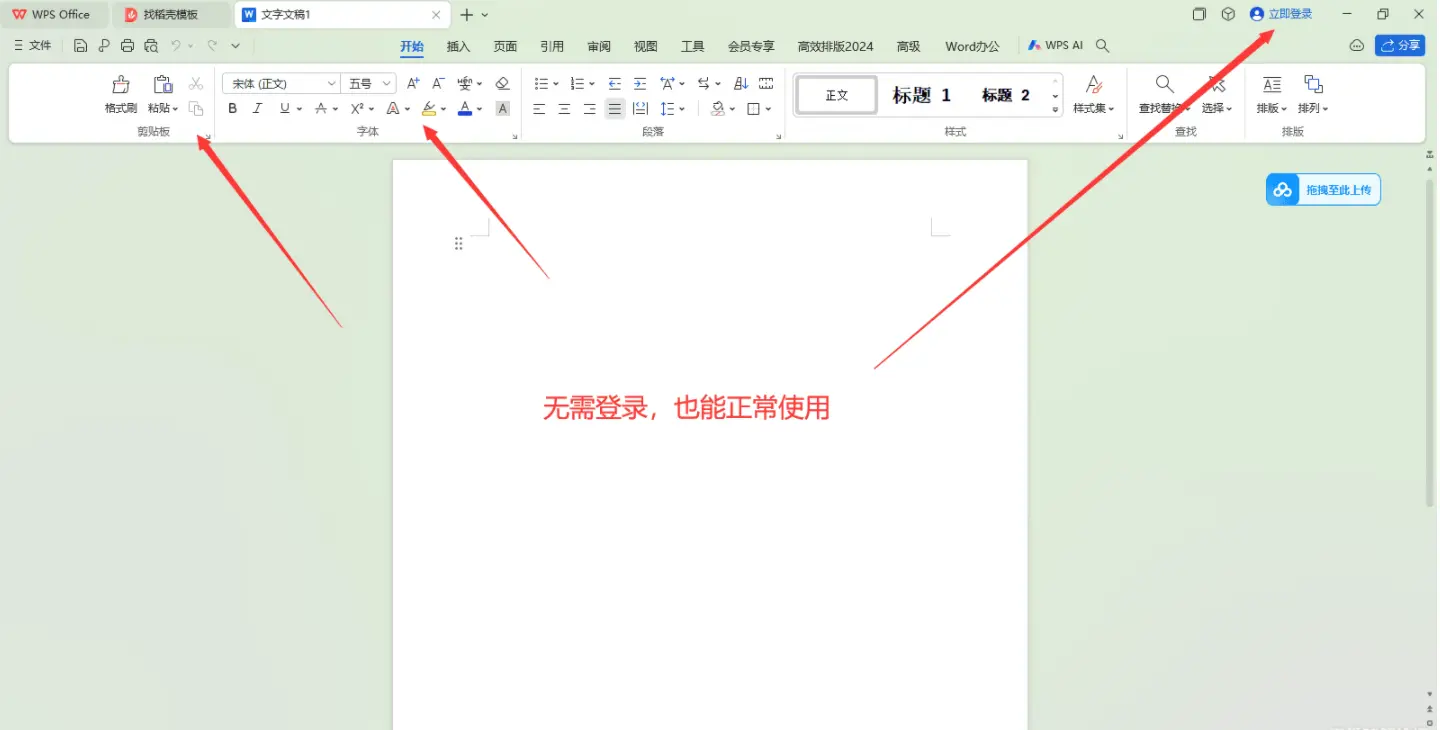 WPS Office 找稻壳模板 文字文稿1 立即登录
文件 开始 插入 页面 引用 审阅 视图 工具 会员专享 高效排版2024 高级 Word办公 WPS AI 分享
宋体 (正文) 五号
正文 标题 1 标题 2
格式刷 粘贴 样式集 查找替换 选择 排版 排列
剪贴板 字体 段落 样式 查找 排版
拖拽至此上传
无需登录，也能正常使用